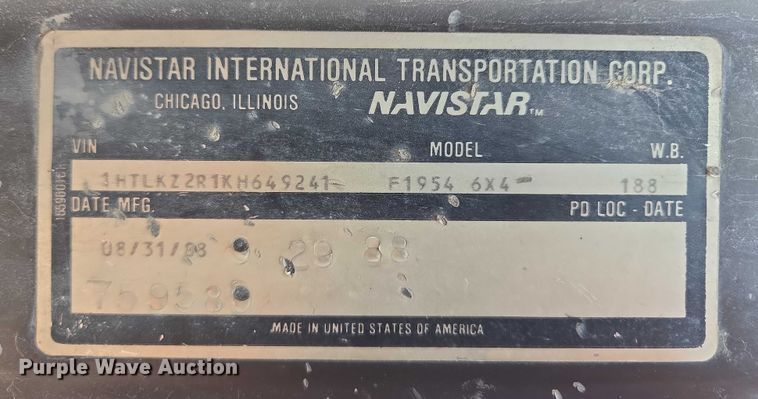 NAVISTAR INTERNATIONAL TRANSPORTATION CORP.
CHICAGO, ILLINOIS NAVISTAR™
VIN MODEL W.B.
1HTLKZ2R1KH649241 F1954 6X4 188
DATE MFG. PD LOC - DATE
08/31/88 9 29 88
MADE IN UNITED STATES OF AMERICA
Purple Wave Auction